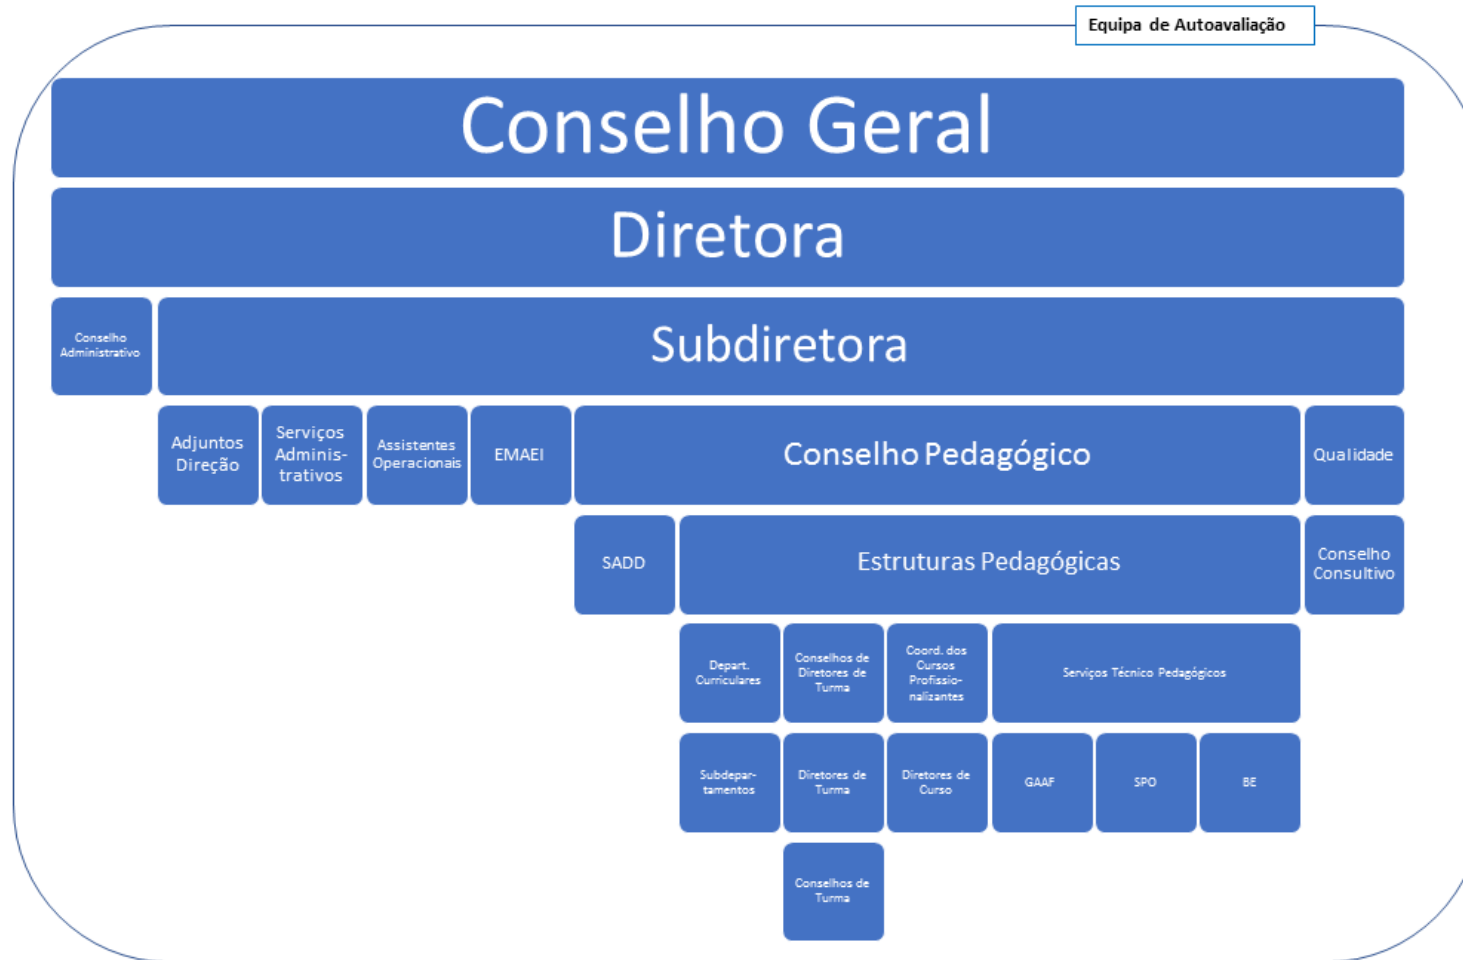 Equipa de Autoavaliação
Conselho Geral
Diretora
Conselho
Administrativo
Subdiretora
Adjuntos
Direção
Serviços
Adminis-
trativos
Assistentes
Operacionais
EMAEI
Conselho Pedagógico
Qualidade
SADD
Estruturas Pedagógicas
Conselho
Consultivo
Depart.
Curriculares
Conselhos de
Diretores de
Turma
Coord. dos
Cursos
Profissio-
nalizantes
Serviços Técnico Pedagógicos
Subdepar-
tamentos
Diretores de
Turma
Diretores de
Curso
GAAF
SPO
BE
Conselhos de
Turma